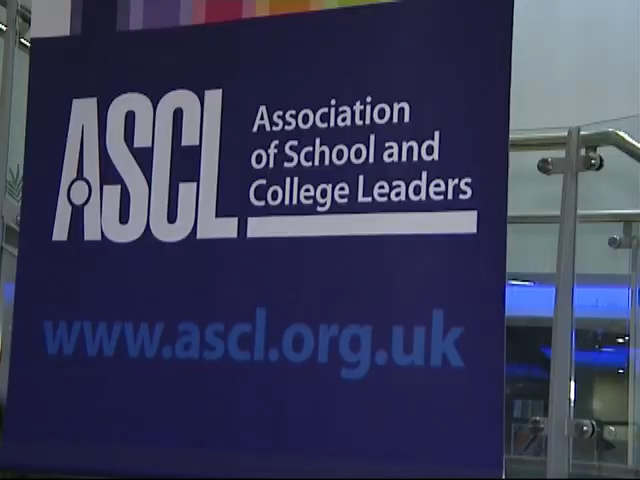 ASCL
Association
of School and
College Leaders
www.ascl.org.uk